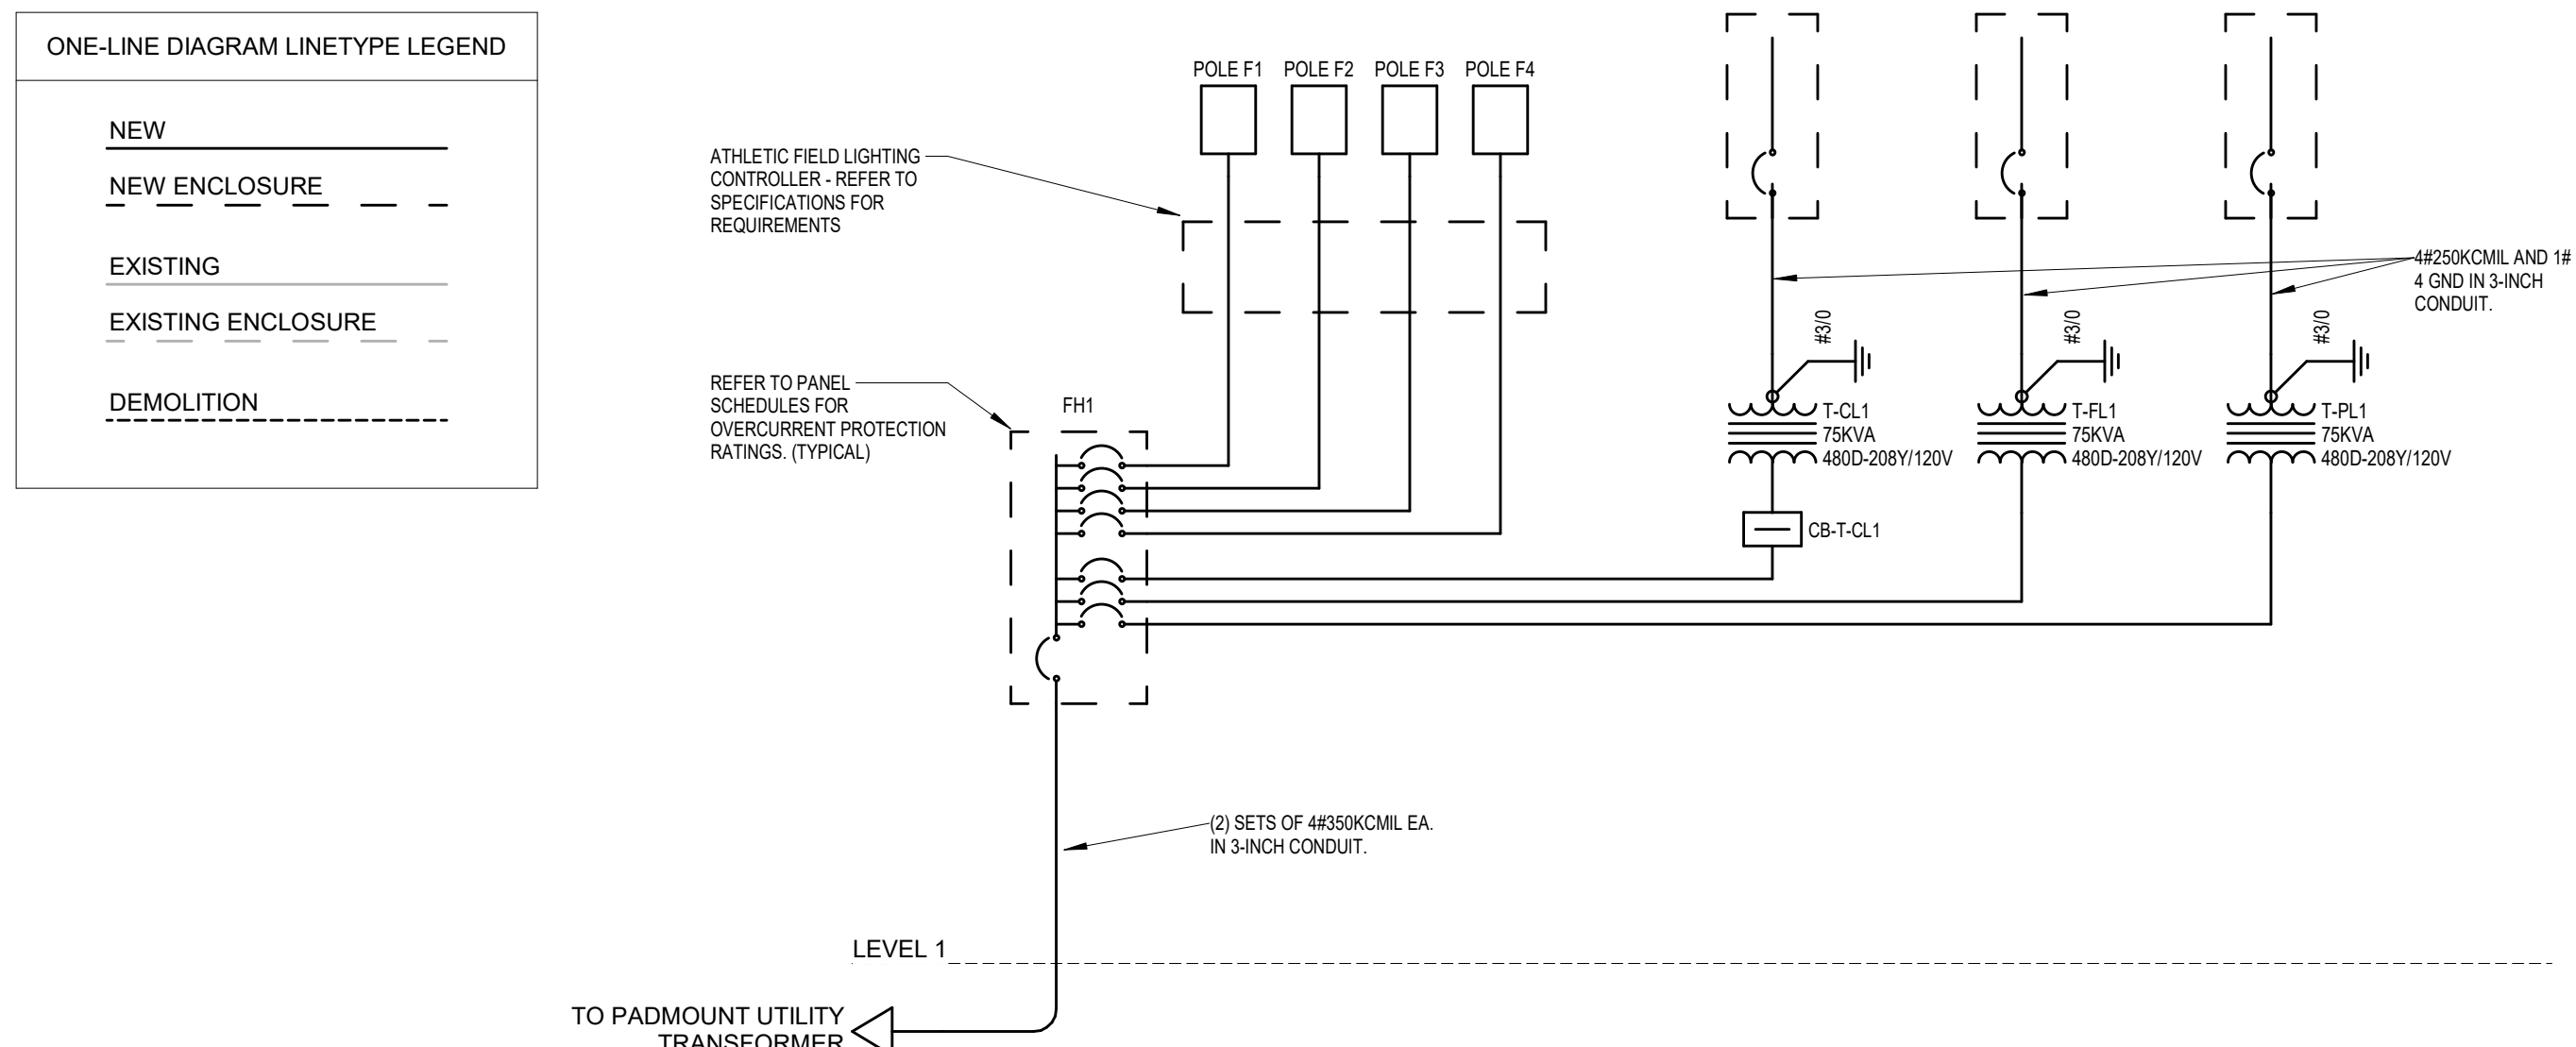 ONE-LINE DIAGRAM LINETYPE LEGEND
NEW
NEW ENCLOSURE
EXISTING
EXISTING ENCLOSURE
DEMOLITION
POLE F1
POLE F2
POLE F3
POLE F4
ATHLETIC FIELD LIGHTING
CONTROLLER - REFER TO
SPECIFICATIONS FOR
REQUIREMENTS
4#250KCMIL AND 1#
4 GND IN 3-INCH
CONDUIT.
#3/0
#3/0
#3/0
REFER TO PANEL
SCHEDULES FOR
OVERCURRENT PROTECTION
RATINGS. (TYPICAL)
FH1
T-CL1
75KVA
480D-208Y/120V
T-FL1
75KVA
480D-208Y/120V
T-PL1
75KVA
480D-208Y/120V
CB-T-CL1
(2) SETS OF 4#350KCMIL EA.
IN 3-INCH CONDUIT.
LEVEL 1
TO PADMOUNT UTILITY
TRANSFORMER